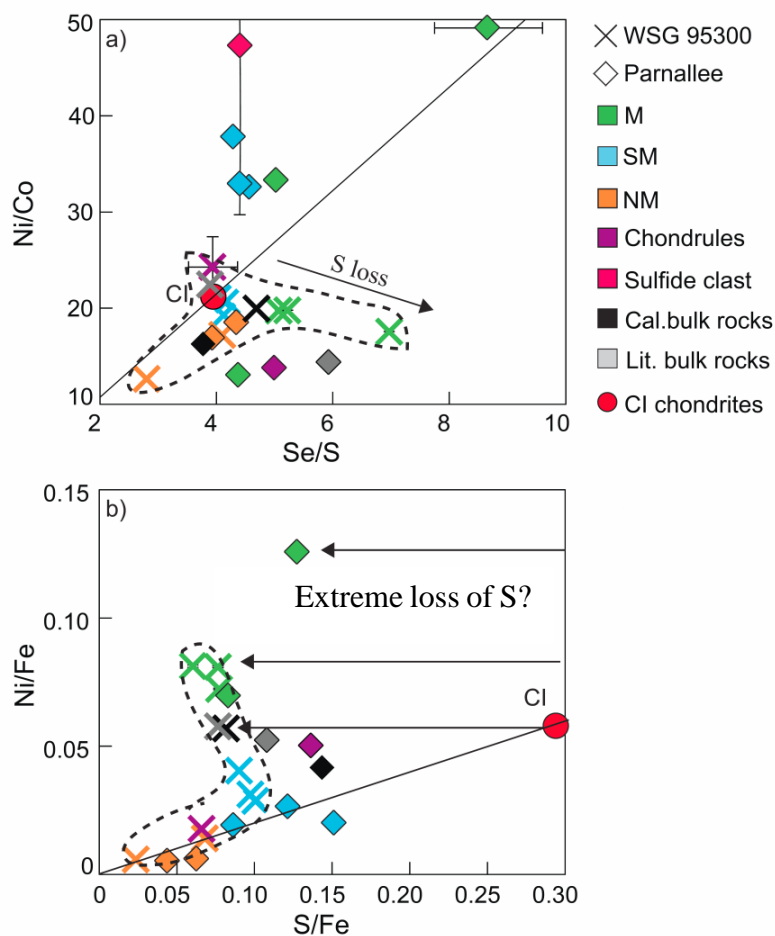 a)
50
40
30
20
10
Ni/Co
CI
S loss
2
4
6
8
10
Se/S
WSG 95300
Parnallee
M
SM
NM
Chondrules
Sulfide clast
Cal.bulk rocks
Lit. bulk rocks
CI chondrites
b)
0.15
0.10
0.05
0
Ni/Fe
Extreme loss of S?
CI
0
0.05
0.10
0.15
0.20
0.25
0.30
S/Fe